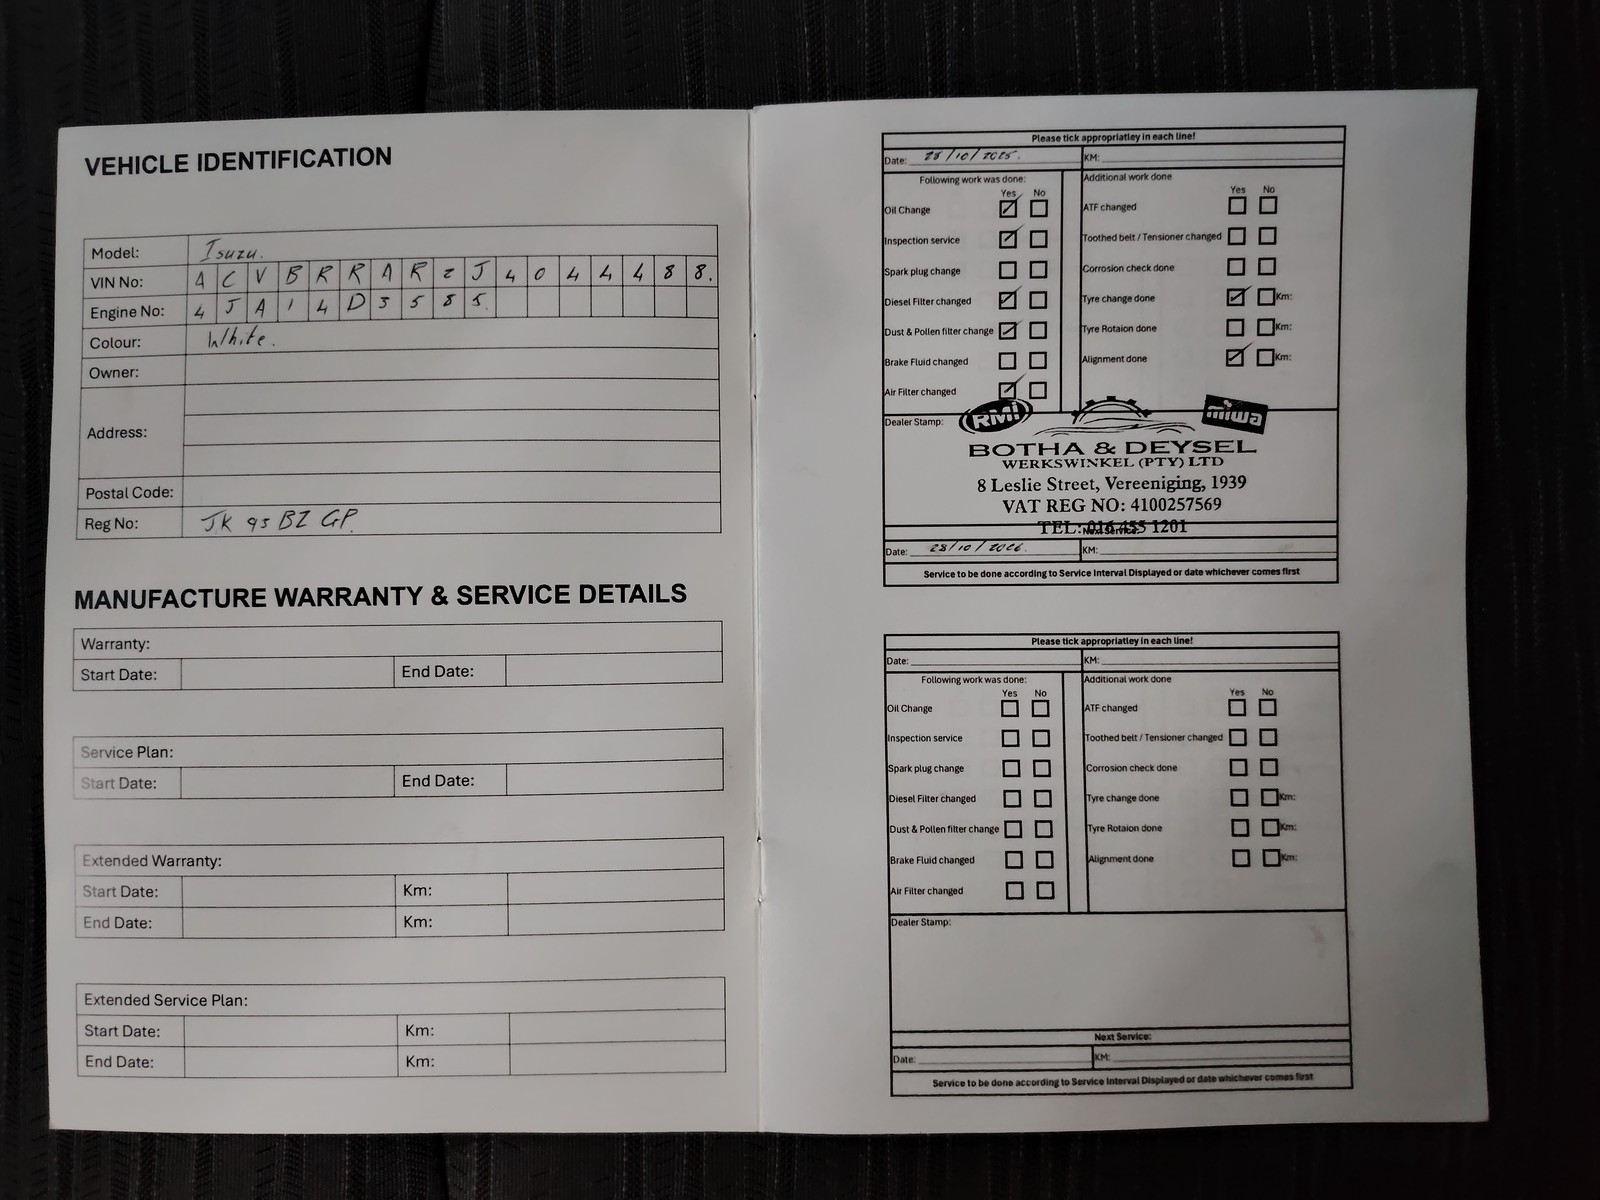 VEHICLE IDENTIFICATION
Model: Isuzu.
VIN No: A C V B R R A R z J 4 0 4 4 4 8 8.
Engine No: 4 J A 1 4 D 3 5 8 5
Colour: White.
Owner:
Address:
Postal Code:
Reg No: JK 95 BZ GP
MANUFACTURE WARRANTY & SERVICE DETAILS
Warranty:
Start Date: End Date:
Service Plan:
Start Date: End Date:
Extended Warranty:
Start Date: Km:
End Date: Km:
Extended Service Plan:
Start Date: Km:
End Date: Km:
Please tick appropriatley in each line!
Date: 28/10/2025. KM:
Following work was done: Additional work done
Yes No Yes No
Oil Change ATF changed
Inspection service Toothed belt / Tensioner changed
Spark plug change Corrosion check done
Diesel Filter changed Tyre change done Km:
Dust & Pollen filter change Tyre Rotaion done Km:
Brake Fluid changed Alignment done Km:
Air Filter changed
Dealer Stamp: RMI miwa
BOTHA & DEYSEL
WERKSWINKEL (PTY) LTD
8 Leslie Street, Vereeniging, 1939
VAT REG NO: 4100257569
TEL: 016 455 1201
Next Service:
Date: 28/10/2026. KM:
Service to be done according to Service Interval Displayed or date whichever comes first
Please tick appropriatley in each line!
Date: KM:
Following work was done: Additional work done
Yes No Yes No
Oil Change ATF changed
Inspection service Toothed belt / Tensioner changed
Spark plug change Corrosion check done
Diesel Filter changed Tyre change done Km:
Dust & Pollen filter change Tyre Rotaion done Km:
Brake Fluid changed Alignment done Km:
Air Filter changed
Dealer Stamp:
Next Service:
Date: KM:
Service to be done according to Service Interval Displayed or date whichever comes first